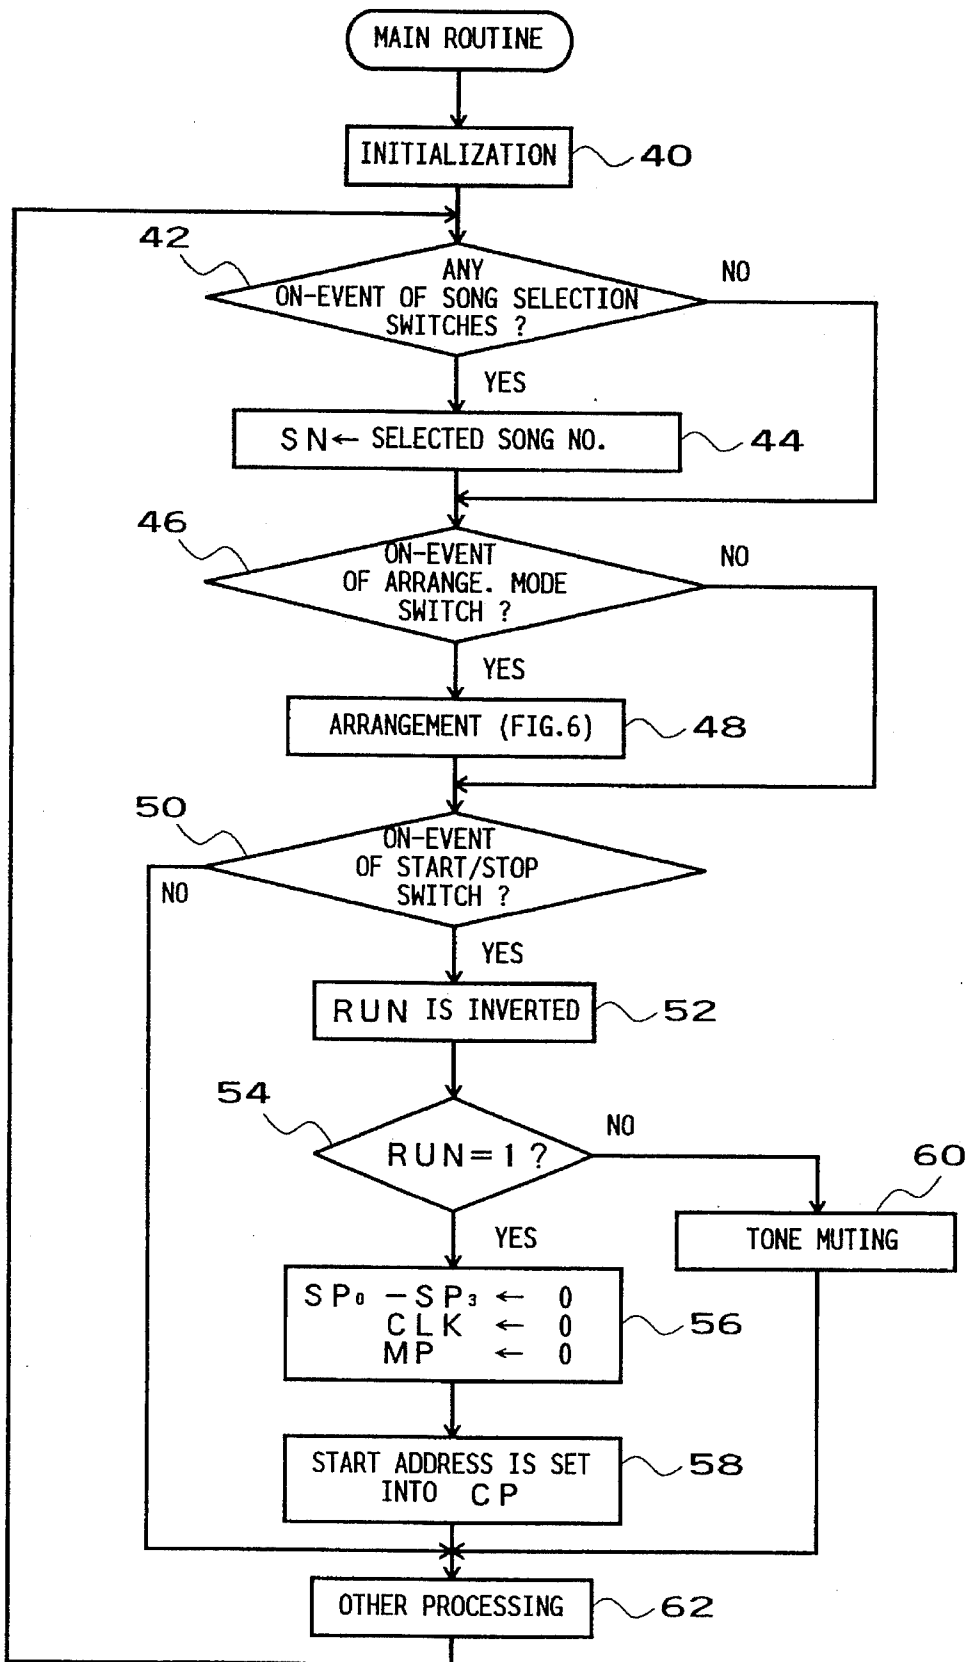 MAIN ROUTINE
INITIALIZATION
40
42
ANY
ON-EVENT OF SONG SELECTION
SWITCHES ?
NO
YES
SN← SELECTED SONG NO.
44
46
ON-EVENT
OF ARRANGE. MODE
SWITCH ?
NO
YES
ARRANGEMENT (FIG.6)
48
50
ON-EVENT
OF START/STOP
SWITCH ?
NO
YES
RUN IS INVERTED
52
54
RUN=1?
NO
60
YES
TONE MUTING
SP₀ -SP₃ ← 0
CLK ← 0
MP ← 0
56
START ADDRESS IS SET
INTO CP
58
OTHER PROCESSING
62